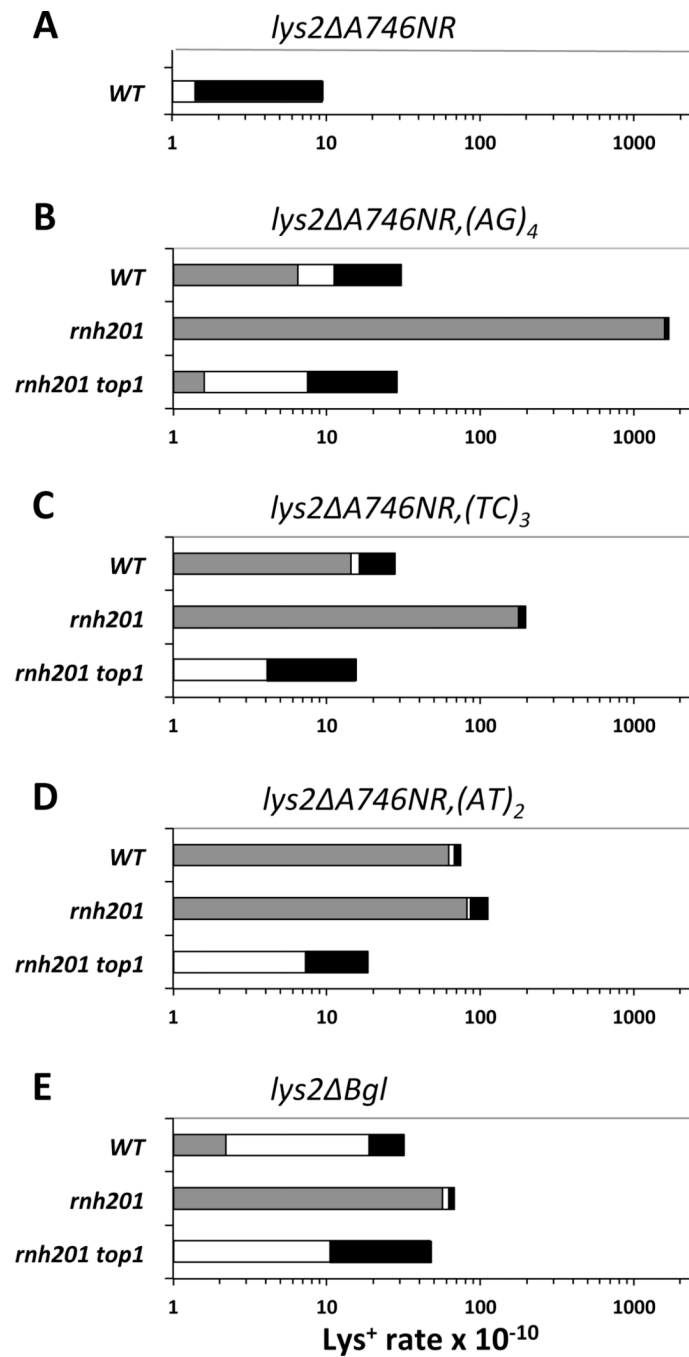 A
lys2ΔA746NR
WT
1 10 100 1000
B
lys2ΔA746NR,(AG)4
WT
rnh201
rnh201 top1
1 10 100 1000
C
lys2ΔA746NR,(TC)3
WT
rnh201
rnh201 top1
1 10 100 1000
D
lys2ΔA746NR,(AT)2
WT
rnh201
rnh201 top1
1 10 100 1000
E
lys2ΔBgl
WT
rnh201
rnh201 top1
1 10 100 1000
Lys+ rate x 10-10